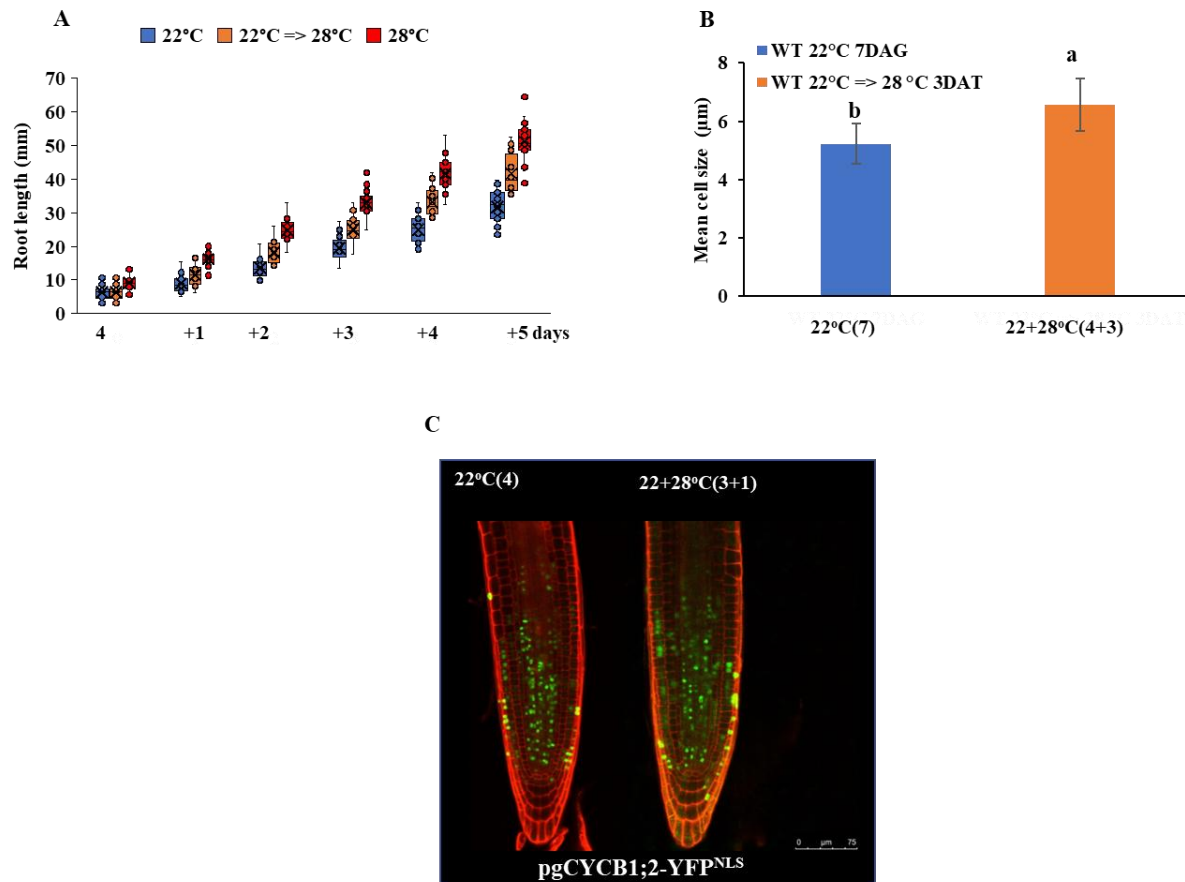 A
22°C 22°C => 28°C 28°C
Root length (mm)
70
60
50
40
30
20
10
0
4 +1 +2 +3 +4 +5 days
B
WT 22°C 7DAG
WT 22°C => 28 °C 3DAT
Mean cell size (µm)
8
6
4
2
0
b
a
22°C(7) 22+28°C(4+3)
C
22°C(4) 22+28°C(3+1)
0 µm 75
pgCYCB1;2-YFPᴺᴸˢ